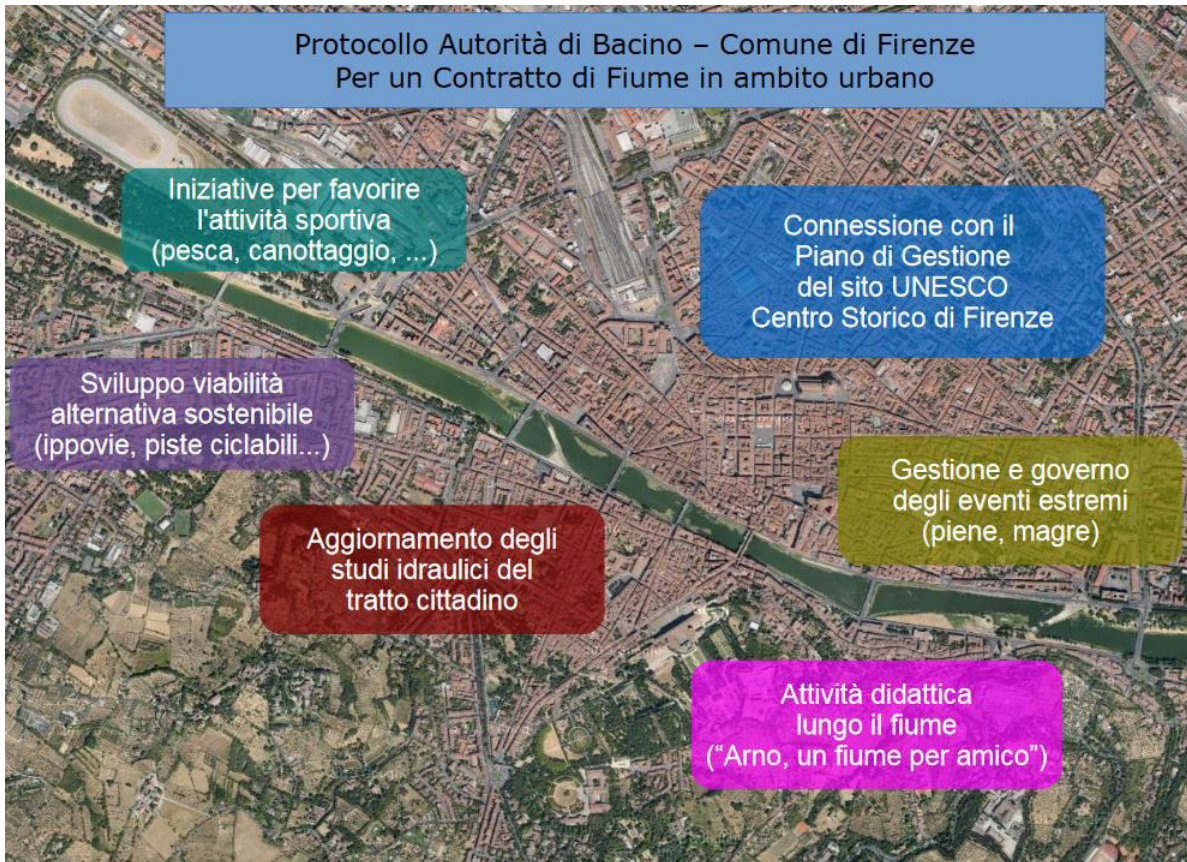 Protocollo Autorità di Bacino – Comune di Firenze
Per un Contratto di Fiume in ambito urbano
Iniziative per favorire
l'attività sportiva
(pesca, canottaggio, ...)
Connessione con il
Piano di Gestione
del sito UNESCO
Centro Storico di Firenze
Sviluppo viabilità
alternativa sostenibile
(ippovie, piste ciclabili...)
Gestione e governo
degli eventi estremi
(piene, magre)
Aggiornamento degli
studi idraulici del
tratto cittadino
Attività didattica
lungo il fiume
(“Arno, un fiume per amico”)